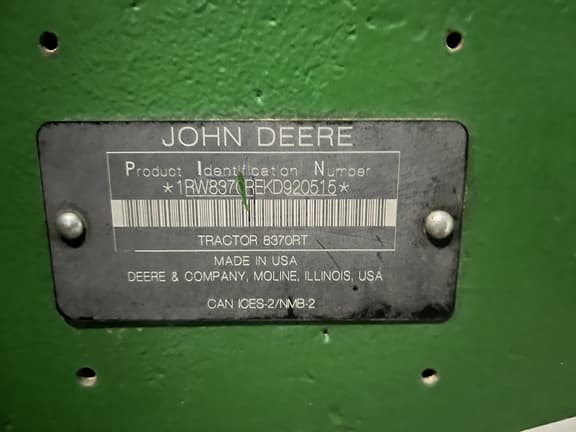 JOHN DEERE
Product Identification Number
*1RW8370REKD920515*
TRACTOR 8370RT
MADE IN USA
DEERE & COMPANY, MOLINE, ILLINOIS, USA
CAN ICES-2/NMB-2